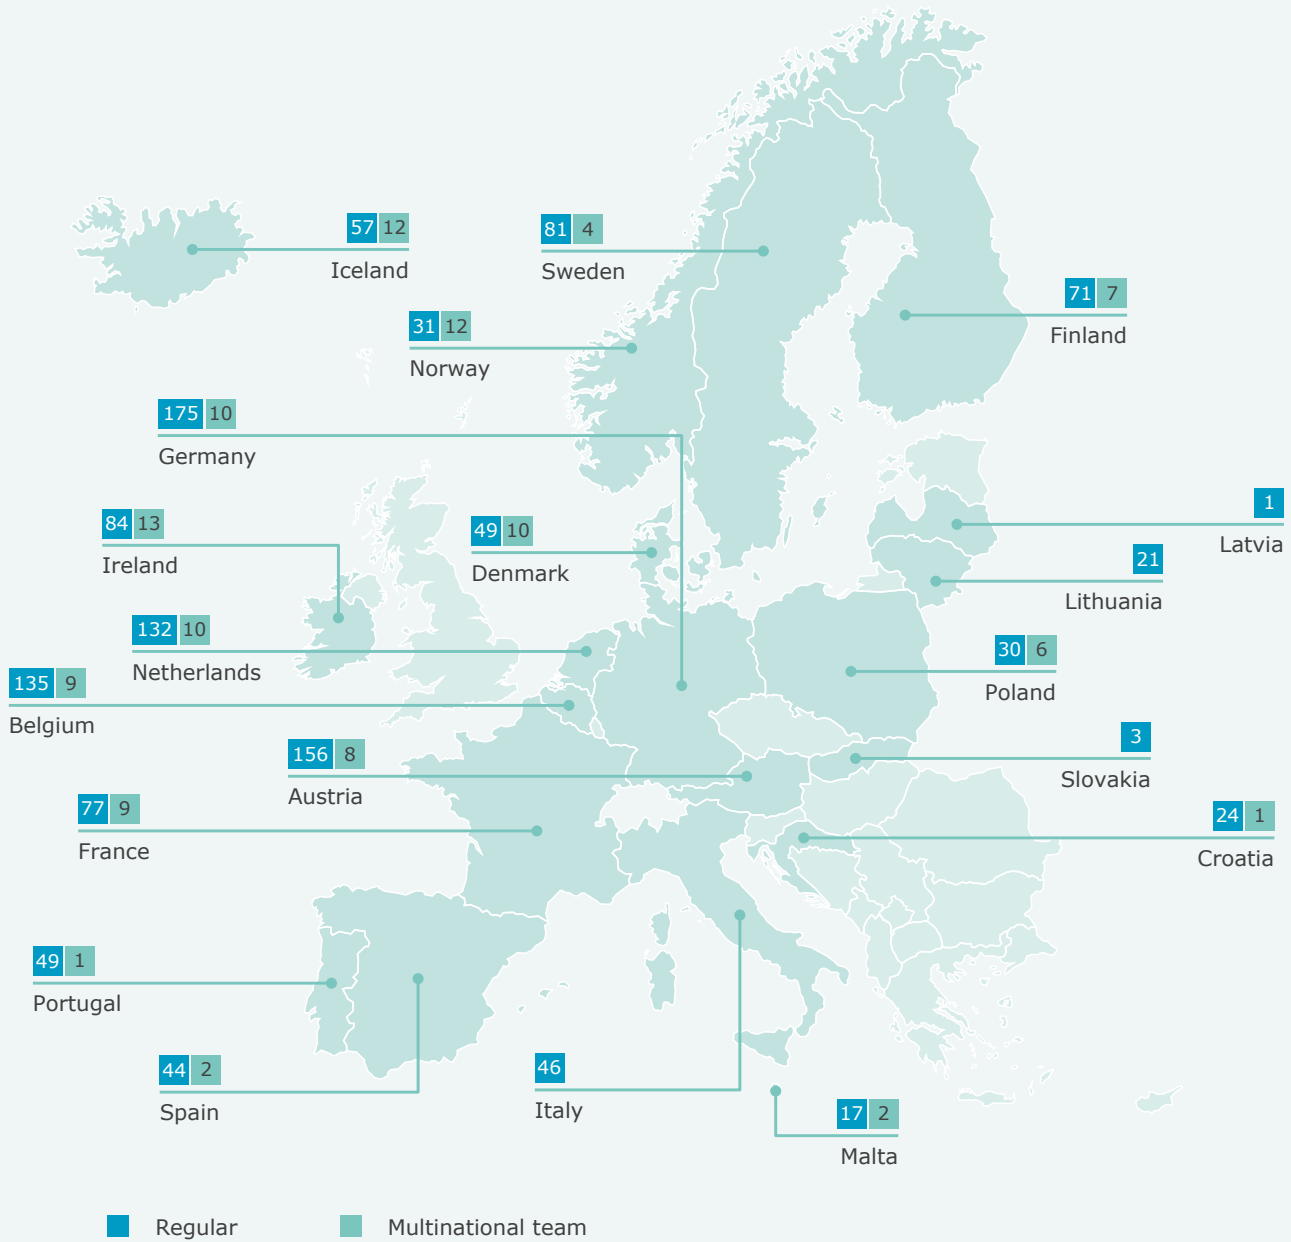 57 12
Iceland
81 4
Sweden
71 7
Finland
31 12
Norway
175 10
Germany
1
Latvia
84 13
Ireland
49 10
Denmark
21
Lithuania
132 10
Netherlands
30 6
Poland
135 9
Belgium
3
Slovakia
156 8
Austria
77 9
France
24 1
Croatia
49 1
Portugal
44 2
Spain
46
Italy
17 2
Malta
Regular Multinational team